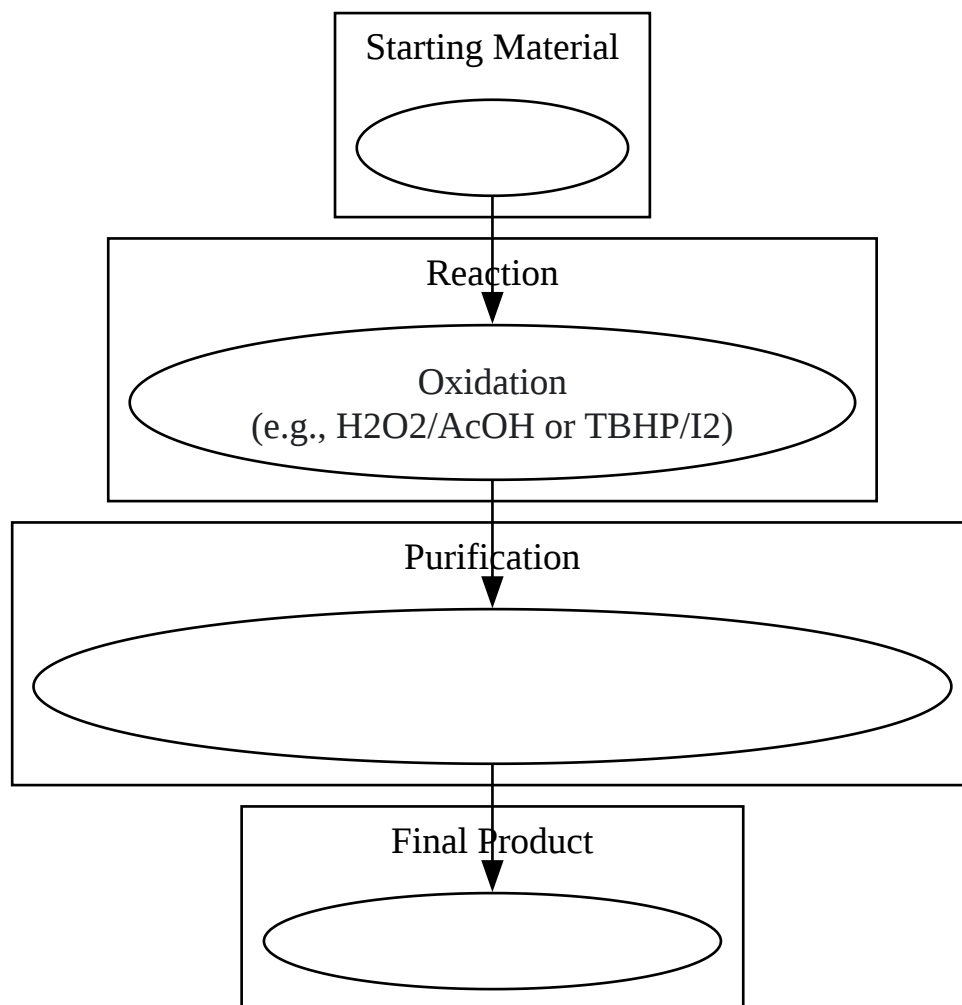 Starting Material
Reaction
Oxidation
(e.g., H2O2/AcOH or TBHP/I2)
Purification
Final Product